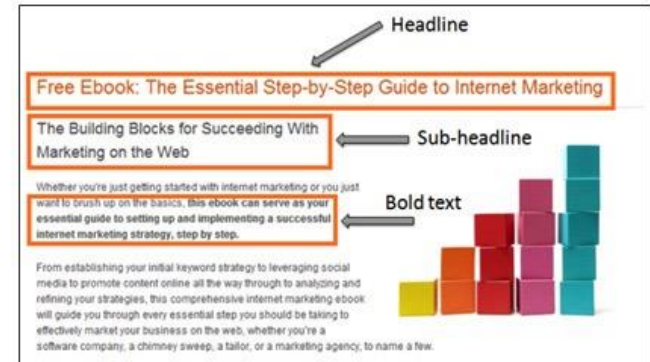 Headline
Free Ebook: The Essential Step-by-Step Guide to Internet Marketing
The Building Blocks for Succeeding With
Marketing on the Web
Sub-headline
Whether you're just getting started with internet marketing or you just
want to brush up on the basics, this ebook can serve as your
essential guide to setting up and implementing a successful
internet marketing strategy, step by step.
Bold text
From establishing your initial keyword strategy to leveraging social
media to promote content online all the way through to analyzing and
refining your strategies, this comprehensive internet marketing ebook
will guide you through every essential step you should be taking to
effectively market your business on the web, whether you're a
software company, a chimney sweep, a tailor, or a marketing agency, to name a few.